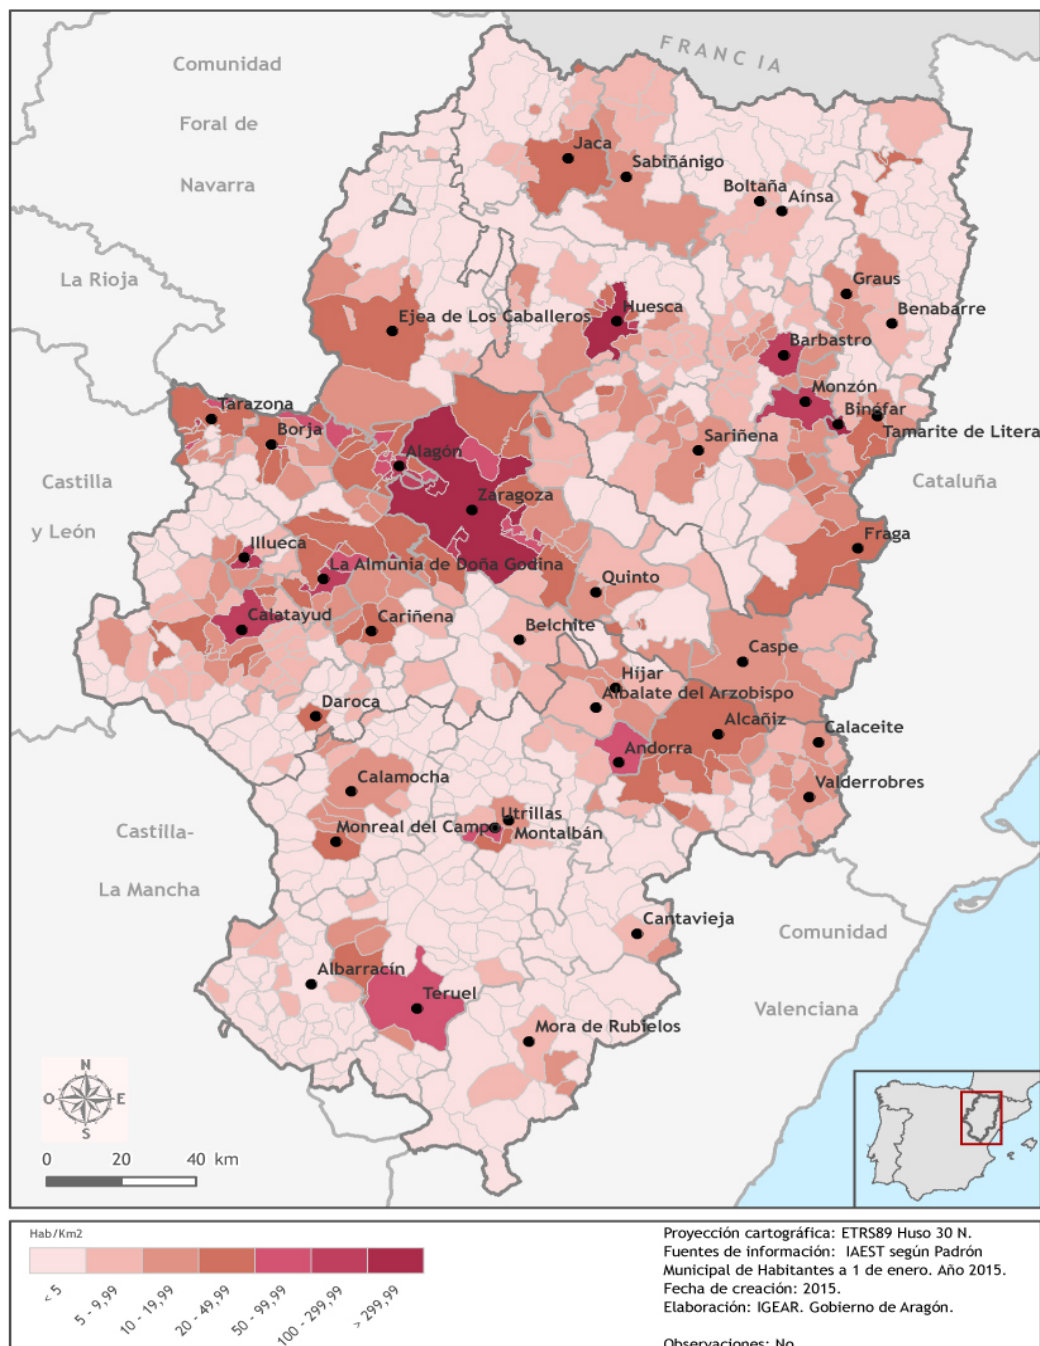 FRANCIA
Comunidad
Foral de
Navarra
Jaca
Sabiñánigo
Boltaña
Aínsa
La Rioja
Graus
Benabarre
Ejea de Los Caballeros
Huesca
Barbastro
Monzón
Binéfar
Tamarite de Litera
Tarazona
Borja
Alagón
Sariñena
Castilla
y León
Cataluña
Zaragoza
Fraga
Illueca
La Almunia de Doña Godina
Quinto
Calatayud
Cariñena
Belchite
Caspe
Híjar
Albalate del Arzobispo
Daroca
Alcañiz
Calaceite
Andorra
Calamocha
Valderrobres
Utrillas
Monreal del Campo
Montalbán
Castilla-
La Mancha
Cantavieja
Comunidad
Valenciana
Albarracín
Teruel
Mora de Rubielos
N
O E
S
0 20 40 km
Hab/Km2
< 5
5 - 9,99
10 - 19,99
20 - 49,99
50 - 99,99
100 - 299,99
> 299,99
Proyección cartográfica: ETRS89 Huso 30 N.
Fuentes de información: IAEST según Padrón
Municipal de Habitantes a 1 de enero. Año 2015.
Fecha de creación: 2015.
Elaboración: IGEAR. Gobierno de Aragón.
Observaciones: No